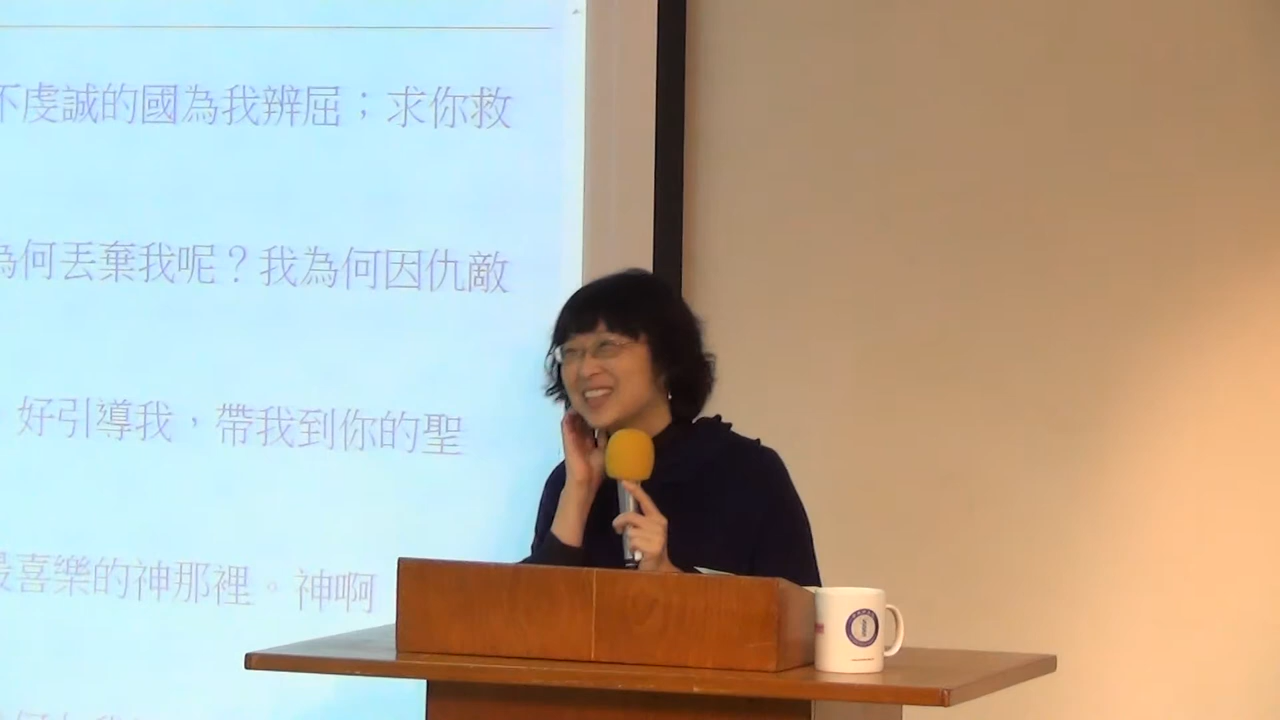 不虔誠的國為我辨屈；求你救
為何丟棄我呢？我為何因仇敵
好引導我，帶我到你的聖
最喜樂的神那裡。神啊